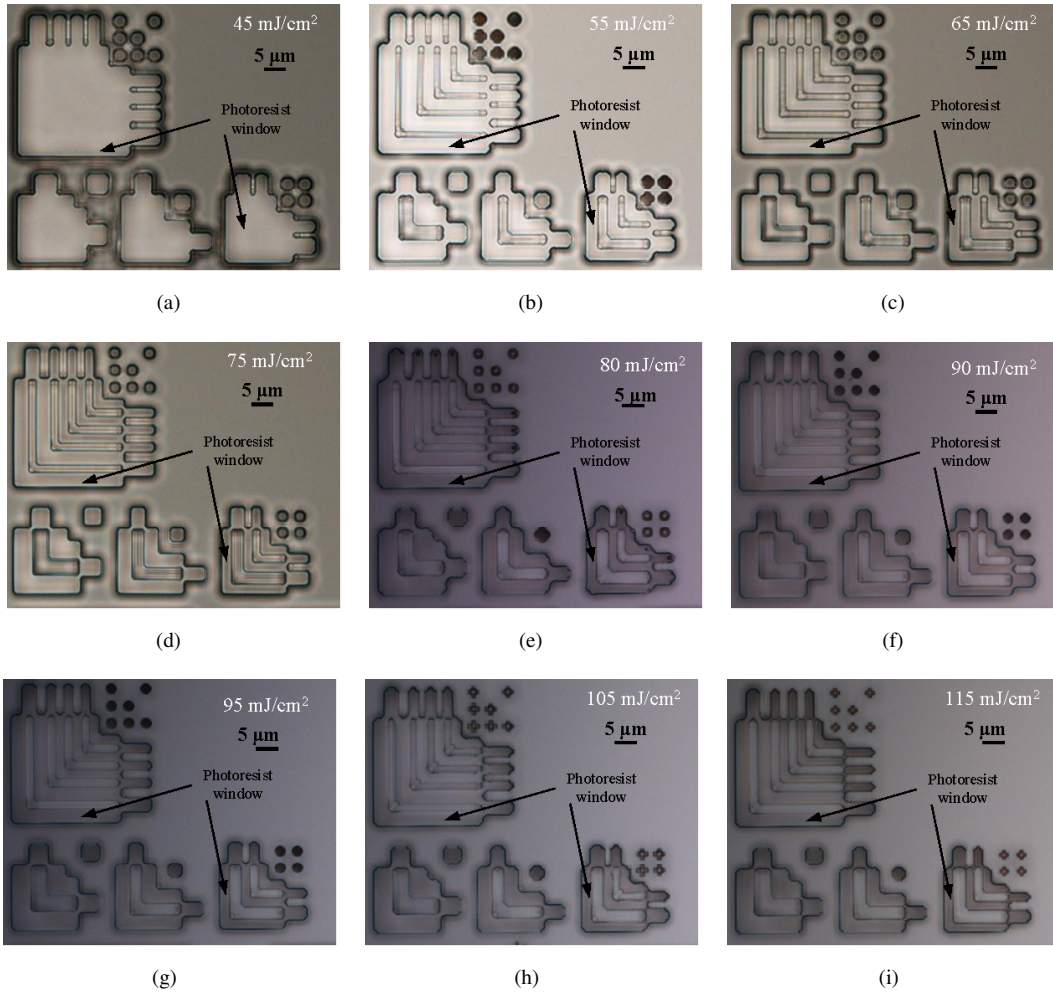 45 mJ/cm²
5 µm
Photoresist
window
(a)
55 mJ/cm²
5 µm
Photoresist
window
(b)
65 mJ/cm²
5 µm
Photoresist
window
(c)
75 mJ/cm²
5 µm
Photoresist
window
(d)
80 mJ/cm²
5 µm
Photoresist
window
(e)
90 mJ/cm²
5 µm
Photoresist
window
(f)
95 mJ/cm²
5 µm
Photoresist
window
(g)
105 mJ/cm²
5 µm
Photoresist
window
(h)
115 mJ/cm²
5 µm
Photoresist
window
(i)